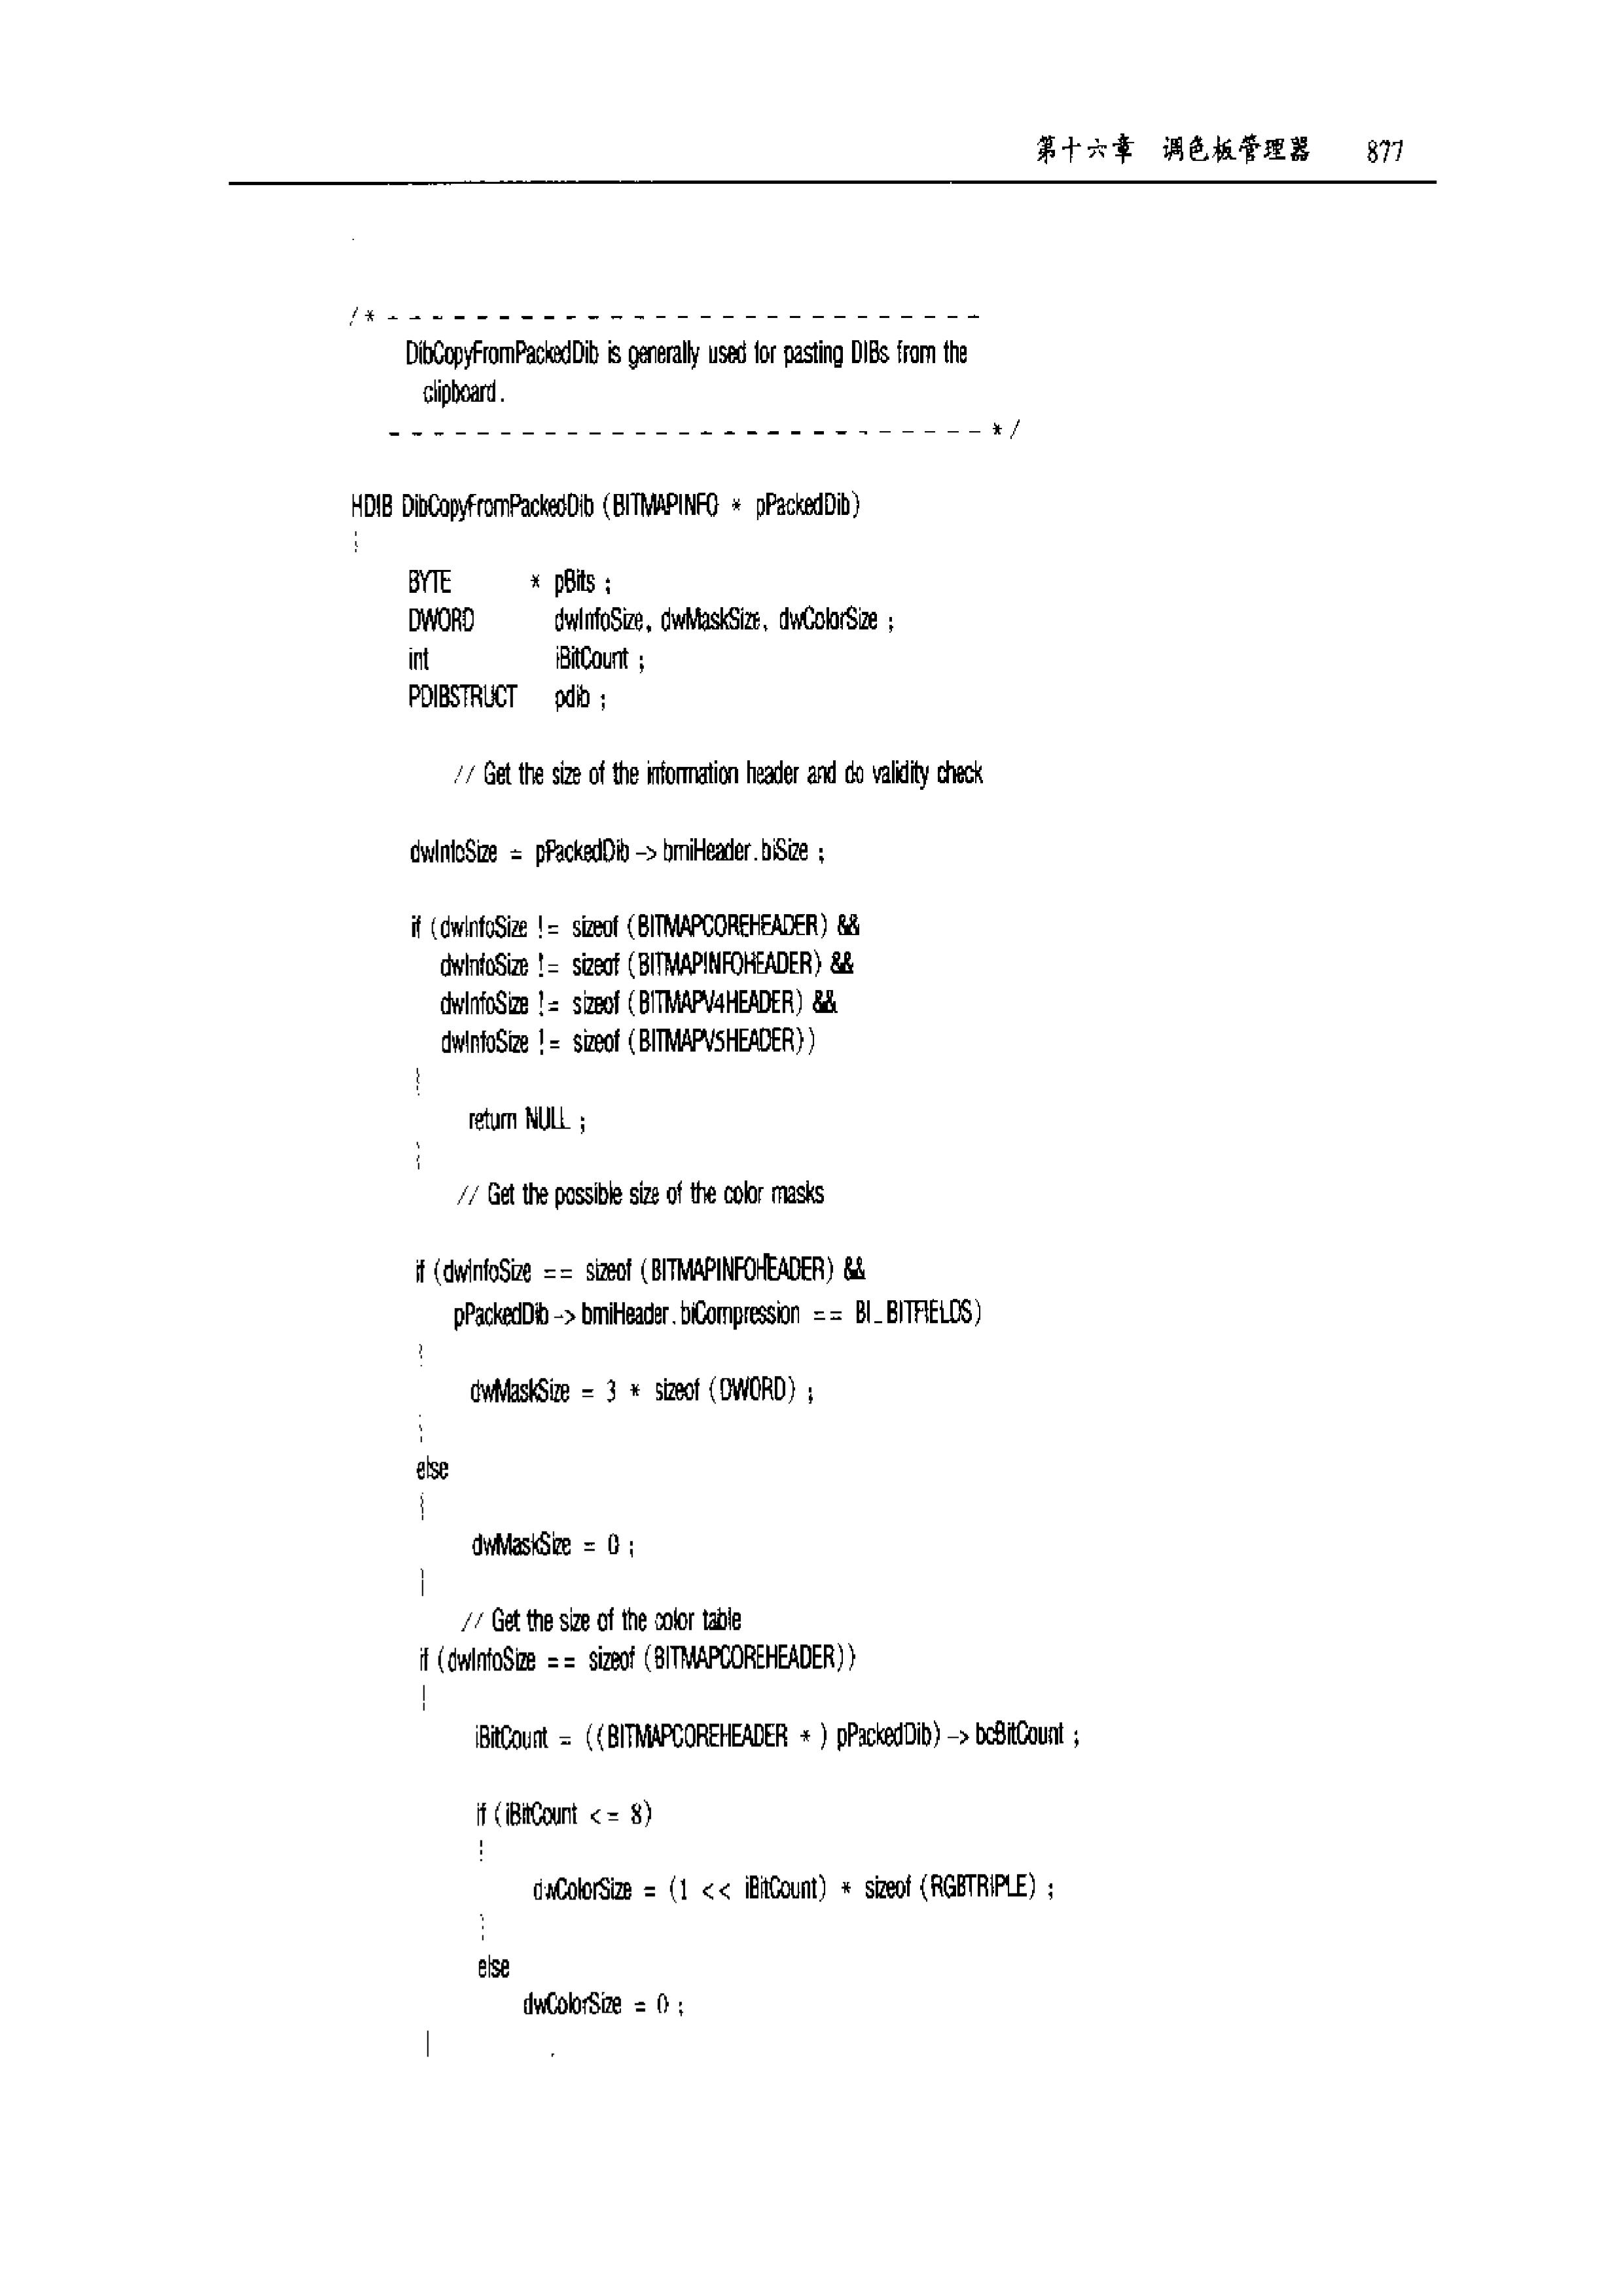 第十六章 调色板管理器 877
/* - - - - - - - - - - - - - - - - - - - - - - - - - - -
DibCopyFromPackedDib is generally used for pasting DIBs from the
clipboard.
- - - - - - - - - - - - - - - - - - - - - - - - - - - */
HDIB DibCopyFromPackedDib (BITMAPINFO * pPackedDib)
{
BYTE * pBits ;
DWORD dwInfoSize, dwMaskSize, dwColorSize ;
int iBitCount ;
PDIBSTRUCT pdib ;
// Get the size of the information header and do validity check
dwInfoSize = pPackedDib -> bmiHeader.biSize ;
if (dwInfoSize != sizeof (BITMAPCOREHEADER) &&
dwInfoSize != sizeof (BITMAPINFOHEADER) &&
dwInfoSize != sizeof (BITMAPV4HEADER) &&
dwInfoSize != sizeof (BITMAPV5HEADER))
{
return NULL ;
}
// Get the possible size of the color masks
if (dwInfoSize == sizeof (BITMAPINFOHEADER) &&
pPackedDib -> bmiHeader.biCompression == BI_BITFIELDS)
{
dwMaskSize = 3 * sizeof (DWORD) ;
}
else
{
dwMaskSize = 0 ;
}
// Get the size of the color table
if (dwInfoSize == sizeof (BITMAPCOREHEADER))
{
iBitCount = ((BITMAPCOREHEADER * ) pPackedDib) -> bcBitCount ;
if (iBitCount <= 8)
{
dwColorSize = (1 << iBitCount) * sizeof (RGBTRIPLE) ;
}
else
dwColorSize = 0 ;
}